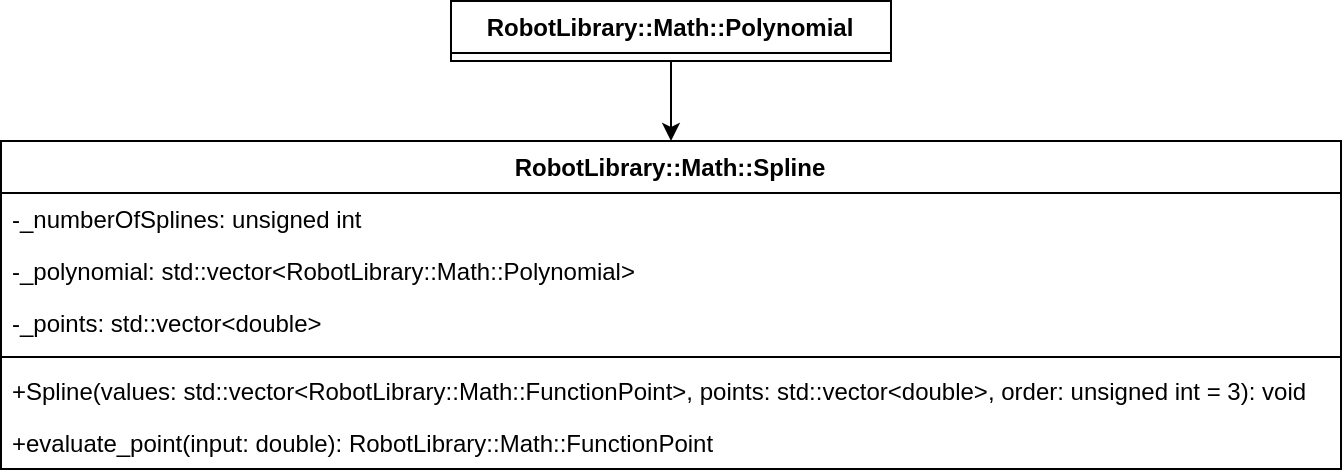 RobotLibrary::Math::Polynomial
RobotLibrary::Math::Spline
-_numberOfSplines: unsigned int
-_polynomial: std::vector<RobotLibrary::Math::Polynomial>
-_points: std::vector<double>
+Spline(values: std::vector<RobotLibrary::Math::FunctionPoint>, points: std::vector<double>, order: unsigned int = 3): void
+evaluate_point(input: double): RobotLibrary::Math::FunctionPoint